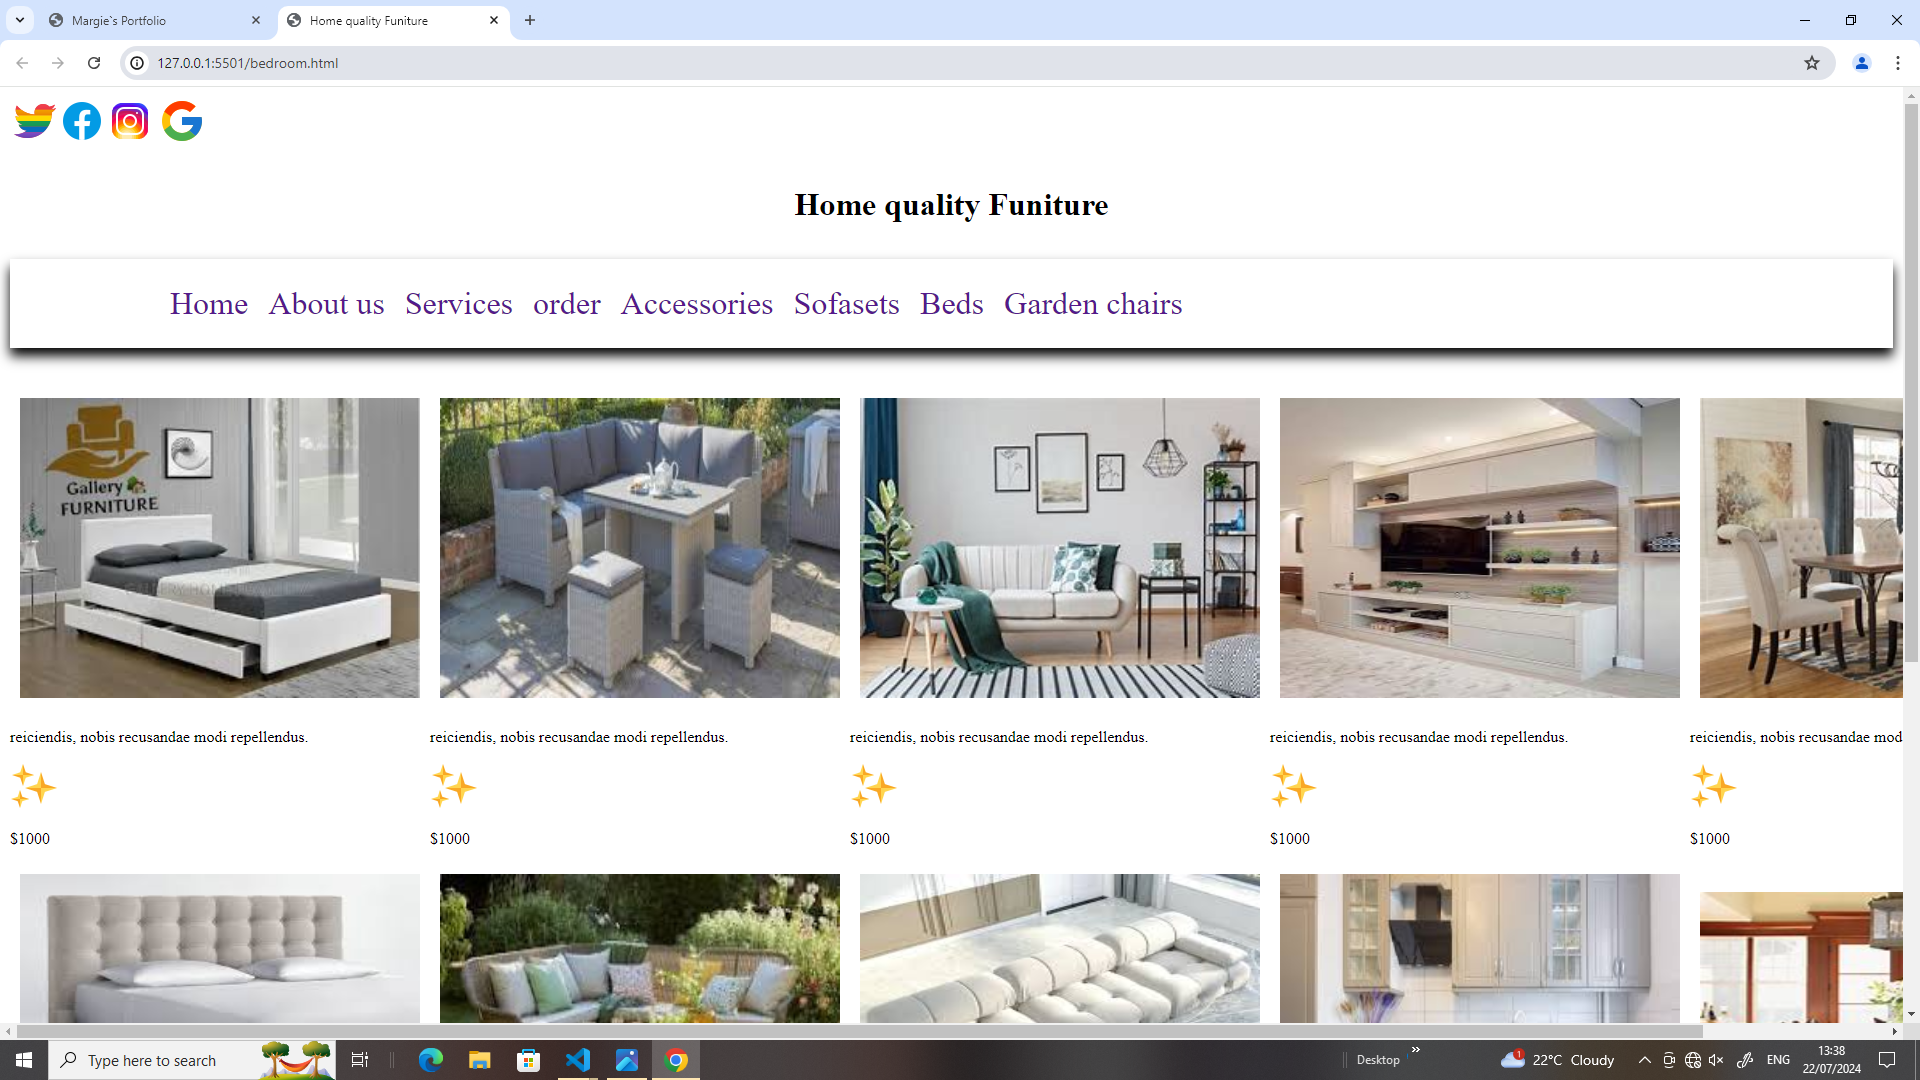 Margie`s Portfolio
Home quality Funiture
127.0.0.1:5501/bedroom.html
Home quality Funiture
Home About us Services order Accessories Sofasets Beds Garden chairs
Gallery
FURNITURE
reiciendis, nobis recusandae modi repellendus.
reiciendis, nobis recusandae modi repellendus.
reiciendis, nobis recusandae modi repellendus.
reiciendis, nobis recusandae modi repellendus.
reiciendis, nobis recusandae mod
$1000
$1000
$1000
$1000
$1000
Type here to search
Desktop
1
22°C Cloudy
ENG
13:38
22/07/2024